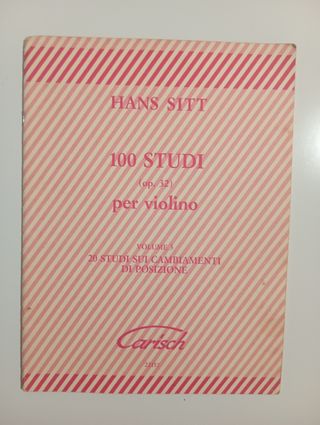 HANS SITT
100 STUDI
(op. 32)
per violino
VOLUME 3
20 STUDI SUI CAMBIAMENTI
DI POSIZIONE
Carisch